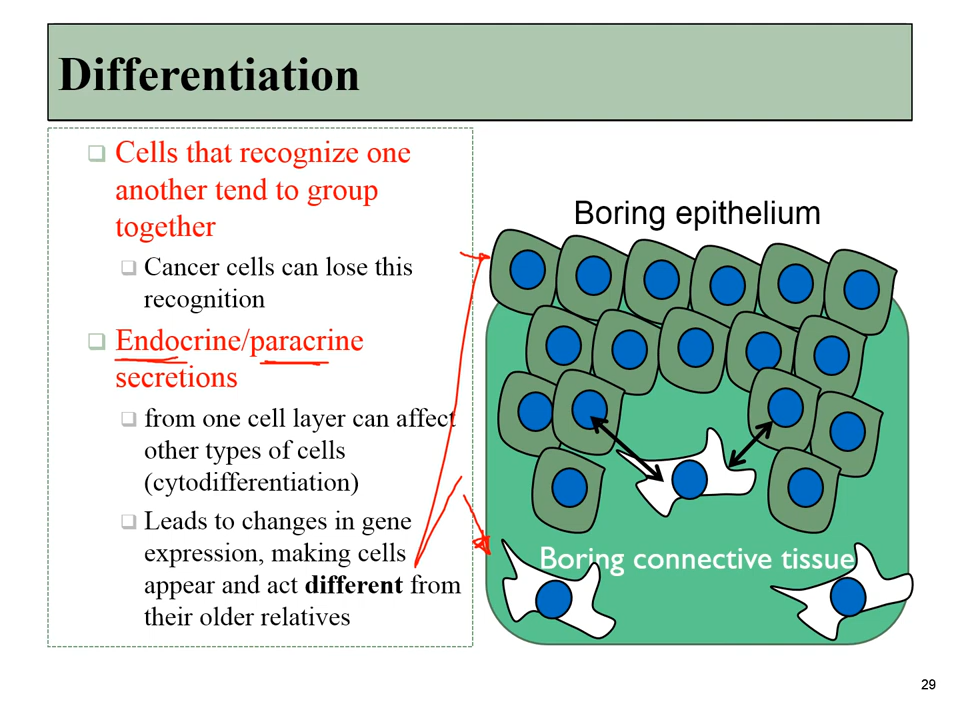 Differentiation
Cells that recognize one
another tend to group
together
Cancer cells can lose this
recognition
Endocrine/paracrine
secretions
from one cell layer can affect
other types of cells
(cytodifferentiation)
Leads to changes in gene
expression, making cells
appear and act different from
their older relatives
Boring epithelium
Boring connective tissue
29